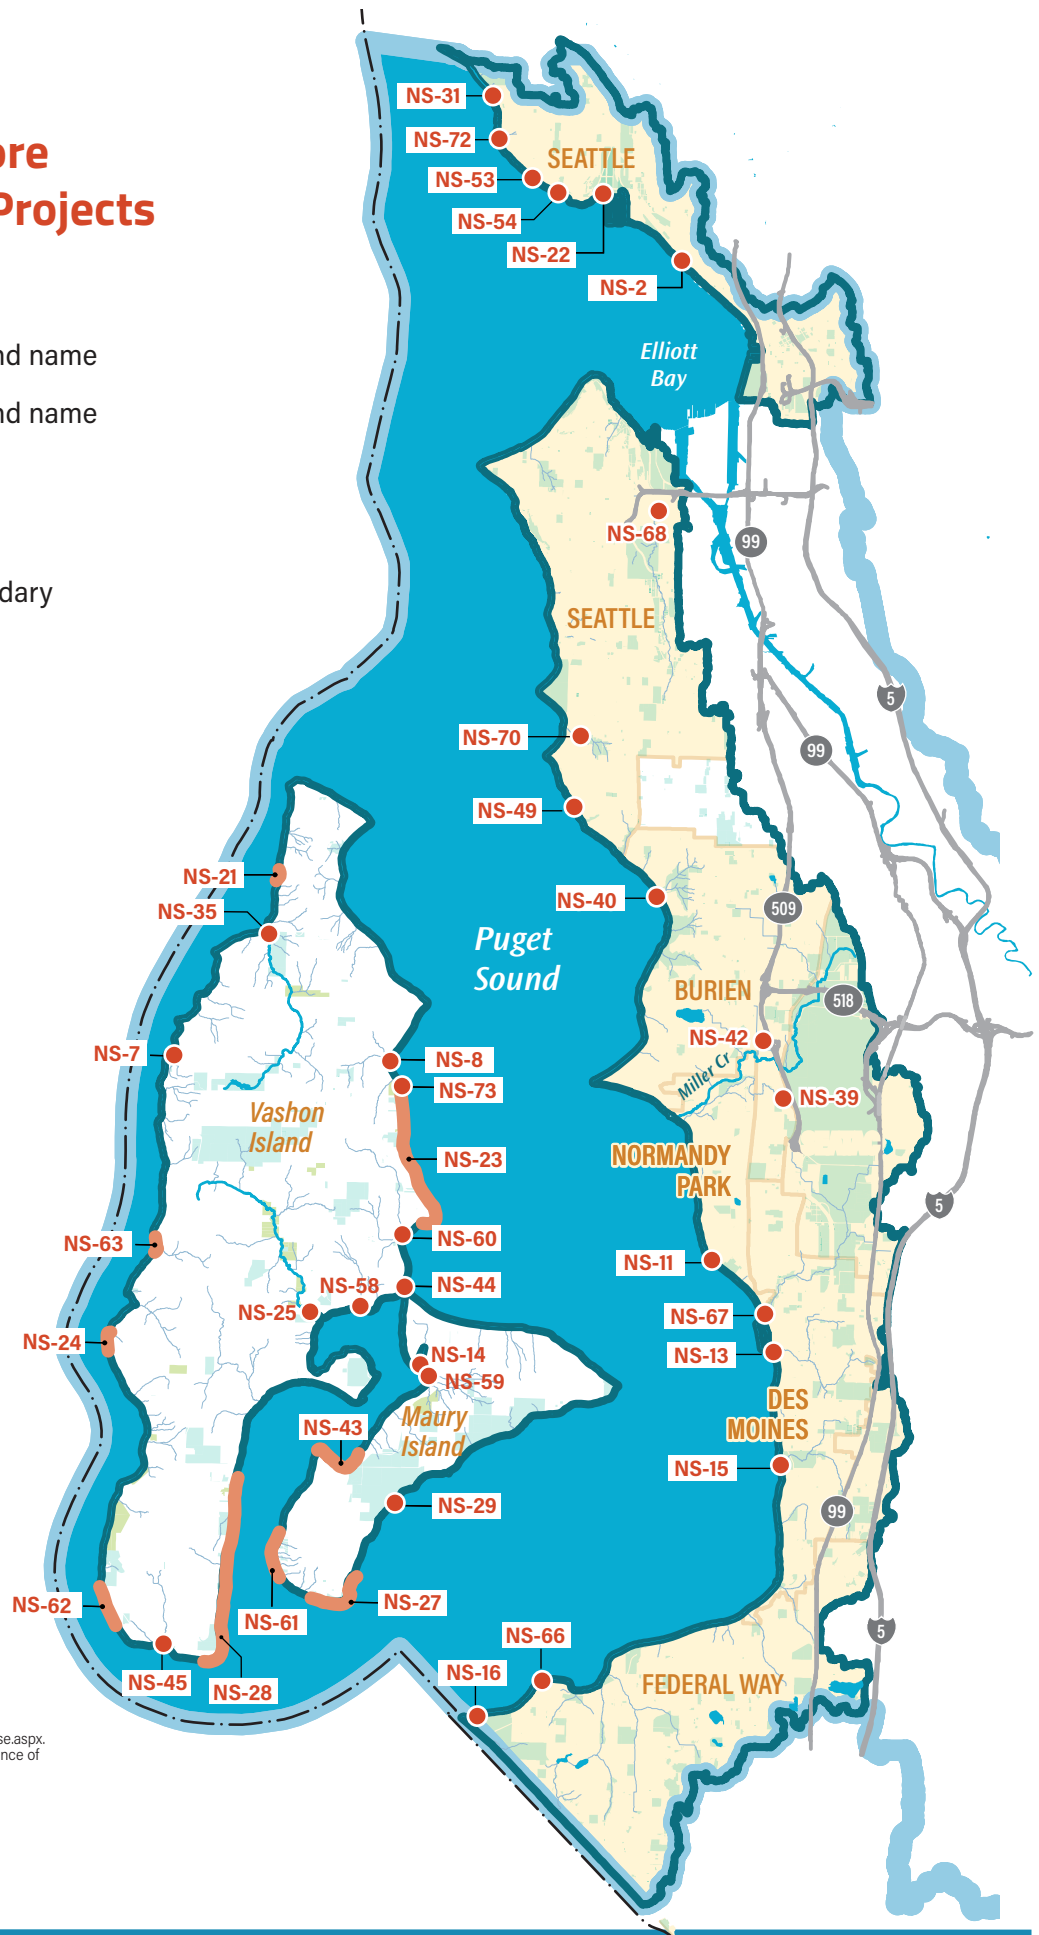 ore
Projects
nd name
nd name
dary
NS-31
NS-72
SEATTLE
NS-53
NS-54
NS-22
NS-2
Elliott
Bay
NS-68
99
SEATTLE
5
NS-70
99
NS-49
NS-21
NS-40
509
NS-35
Puget
Sound
BURIEN
518
NS-42
NS-7
NS-8
Miller Cr
NS-73
NS-39
Vashon
Island
NS-23
NORMANDY
PARK
5
NS-60
NS-63
NS-11
NS-58
NS-44
NS-25
NS-67
NS-24
NS-14
NS-13
NS-59
DES
MOINES
Maury
Island
NS-43
NS-15
NS-29
99
NS-62
NS-61
NS-27
5
NS-66
NS-16
NS-45
NS-28
FEDERAL WAY
se.aspx.
nce of